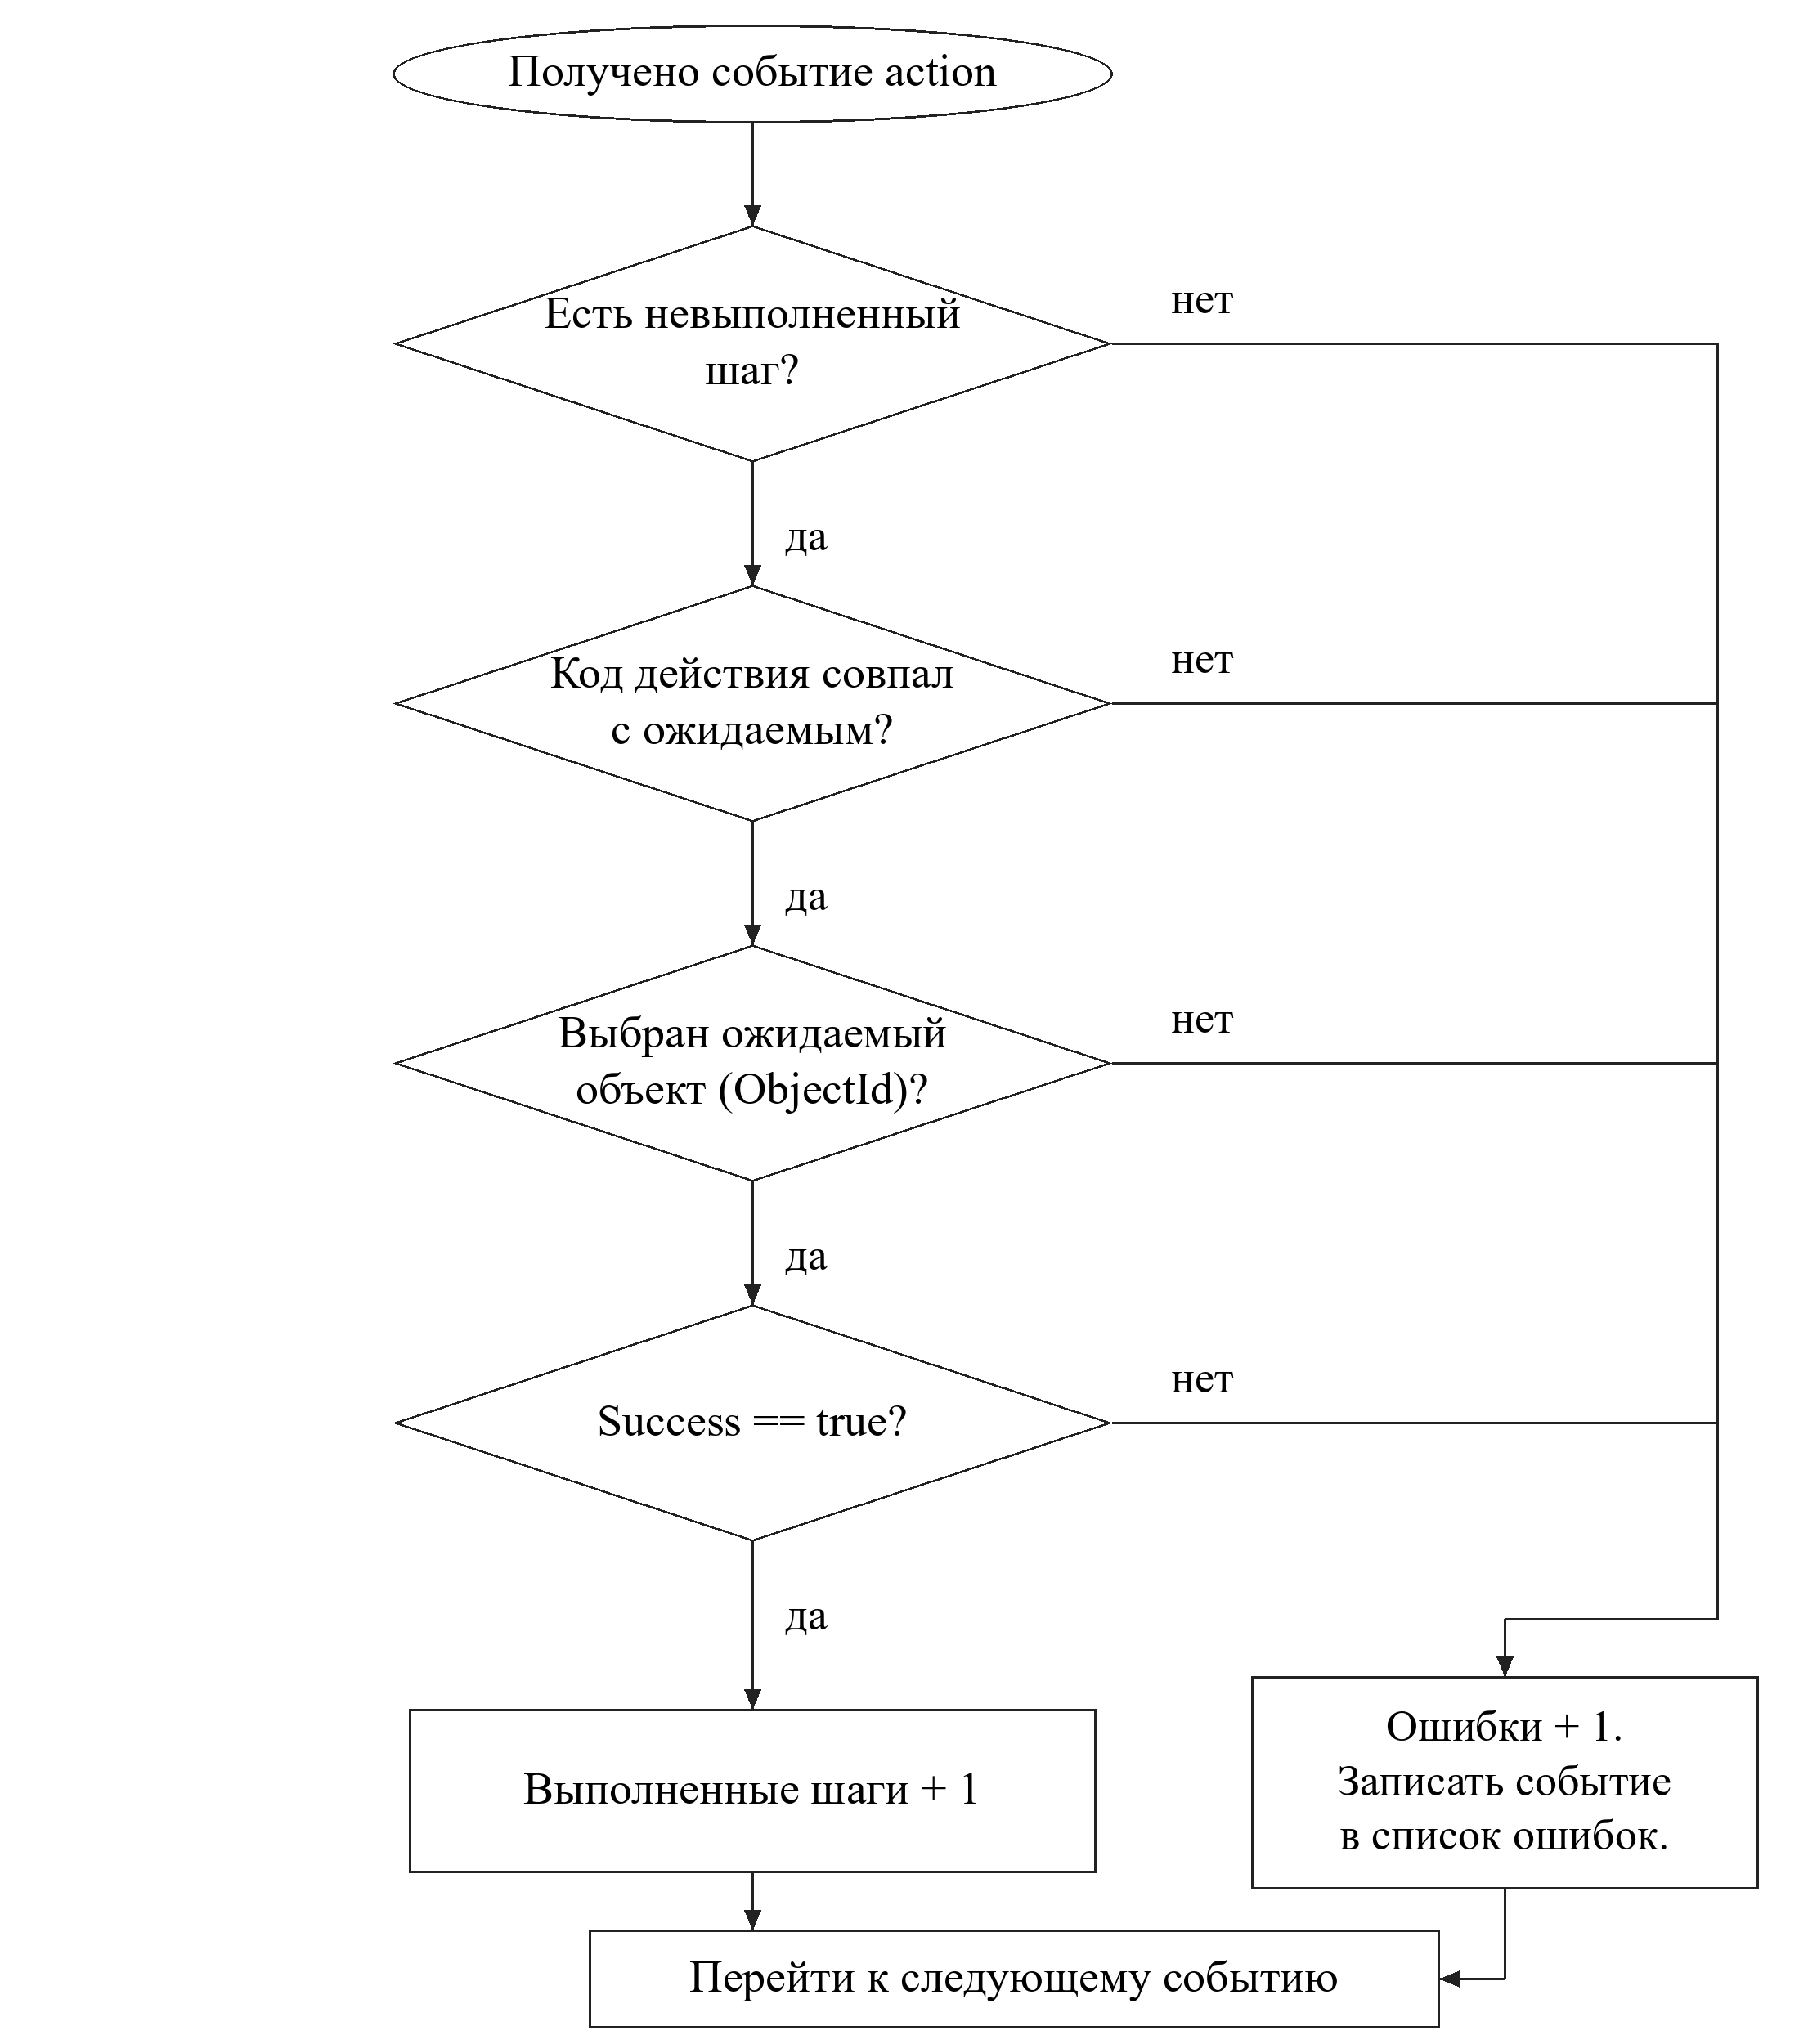 Получено событие action
Есть невыполненный
шаг?
нет
да
Код действия совпал
с ожидаемым?
нет
да
Выбран ожидаемый
объект (ObjectId)?
нет
да
Success == true?
нет
да
Выполненные шаги + 1
Ошибки + 1.
Записать событие
в список ошибок.
Перейти к следующему событию